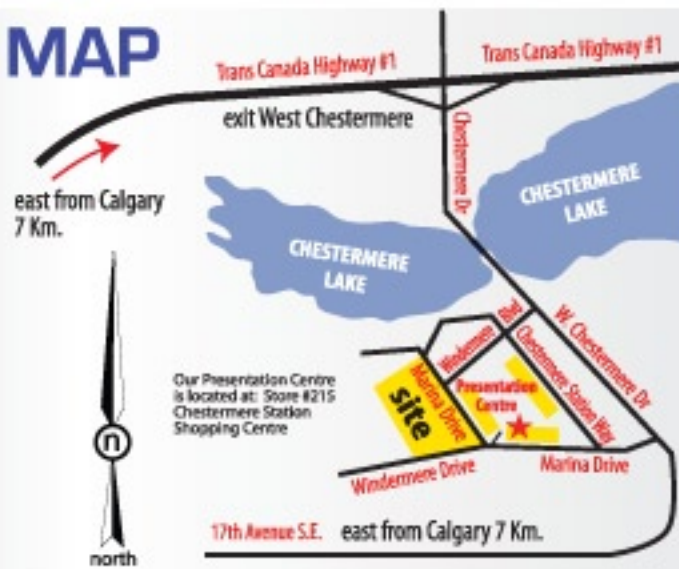 MAP
Trans Canada Highway #1
Trans Canada Highway #1
exit West Chestermere
Chestermere Dr
east from Calgary
7 Km.
CHESTERMERE
LAKE
CHESTERMERE
LAKE
Windermere
W. Chestermere Dr
Chestermere Station Way
Our Presentation Centre
is located at: Store #215
Chestermere Station
Shopping Centre
Marina Drive
site
Presentation
Centre
Windermere Drive
Marina Drive
n
17th Avenue S.E.
east from Calgary 7 Km.
north